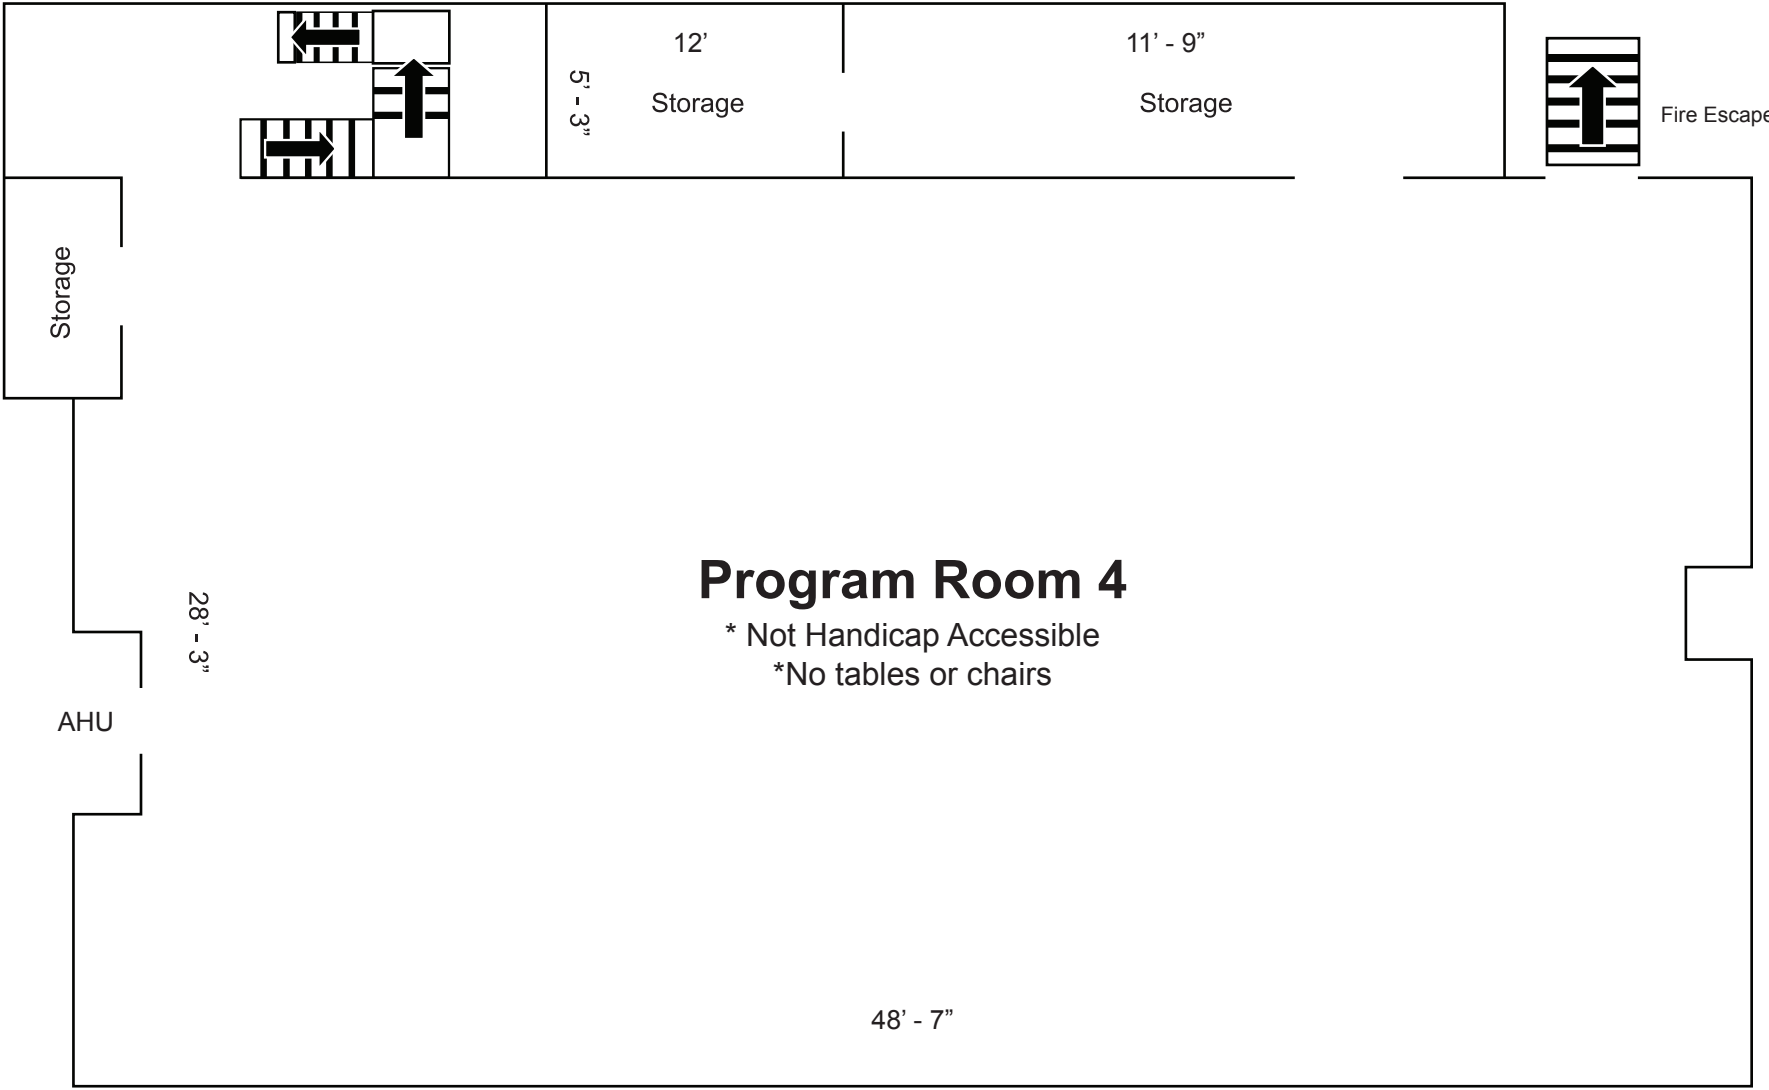 12’
11’ - 9”
5’ - 3”
Storage
Storage
Fire Escape
Storage
Program Room 4
* Not Handicap Accessible
*No tables or chairs
28’ - 3”
AHU
48’ - 7”